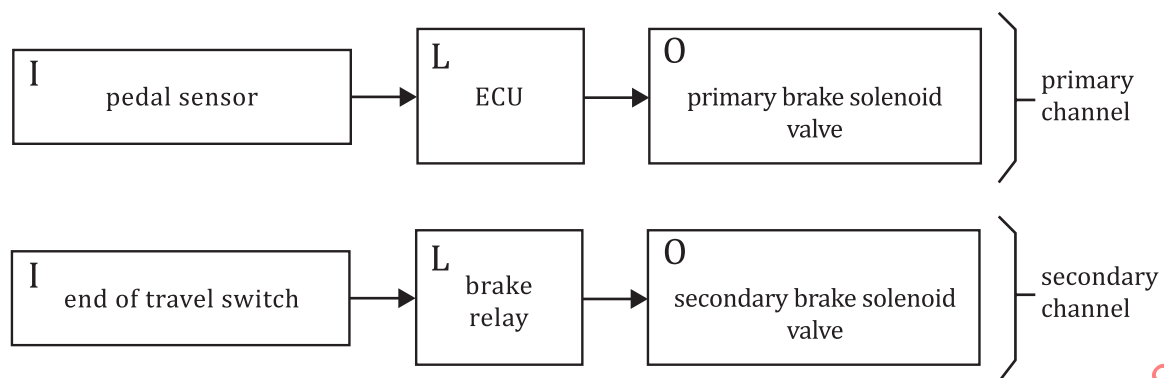 I
pedal sensor
L
ECU
O
primary brake solenoid
valve
primary
channel
I
end of travel switch
L
brake
relay
O
secondary brake solenoid
valve
secondary
channel